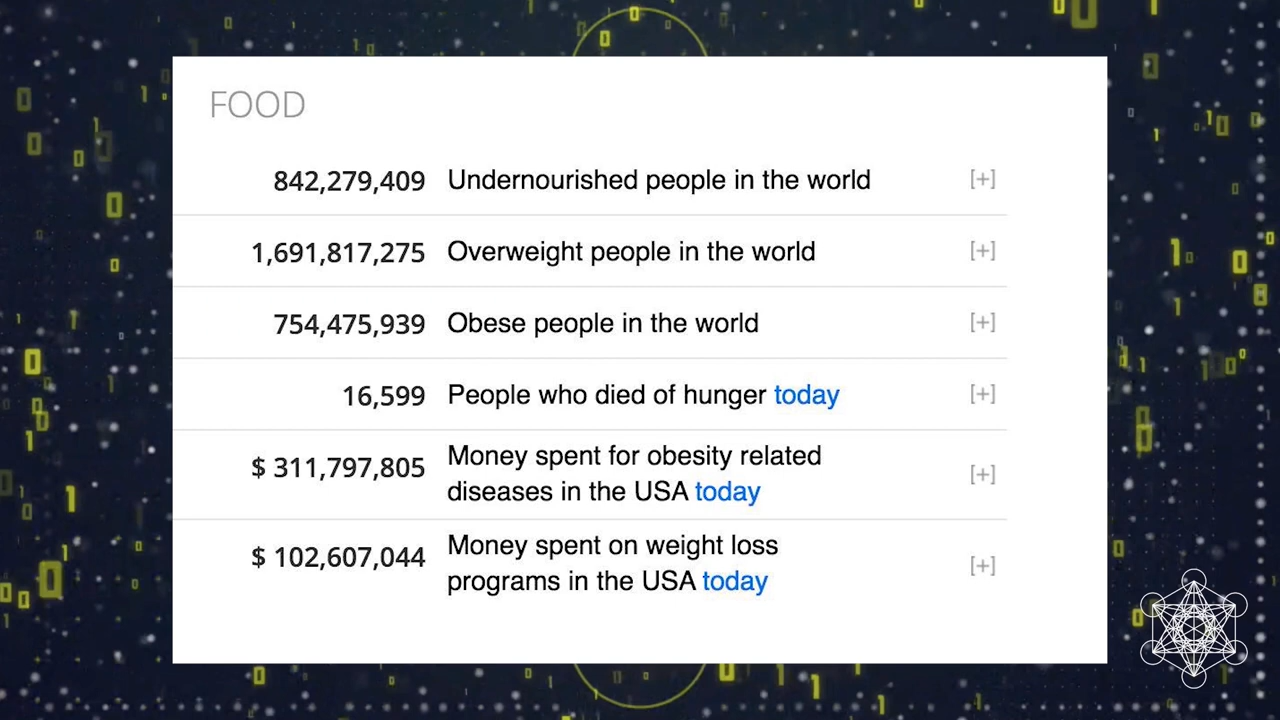 FOOD
842,279,409 Undernourished people in the world [+]
1,691,817,275 Overweight people in the world [+]
754,475,939 Obese people in the world [+]
16,599 People who died of hunger today [+]
$ 311,797,805 Money spent for obesity related
diseases in the USA today [+]
$ 102,607,044 Money spent on weight loss
programs in the USA today [+]